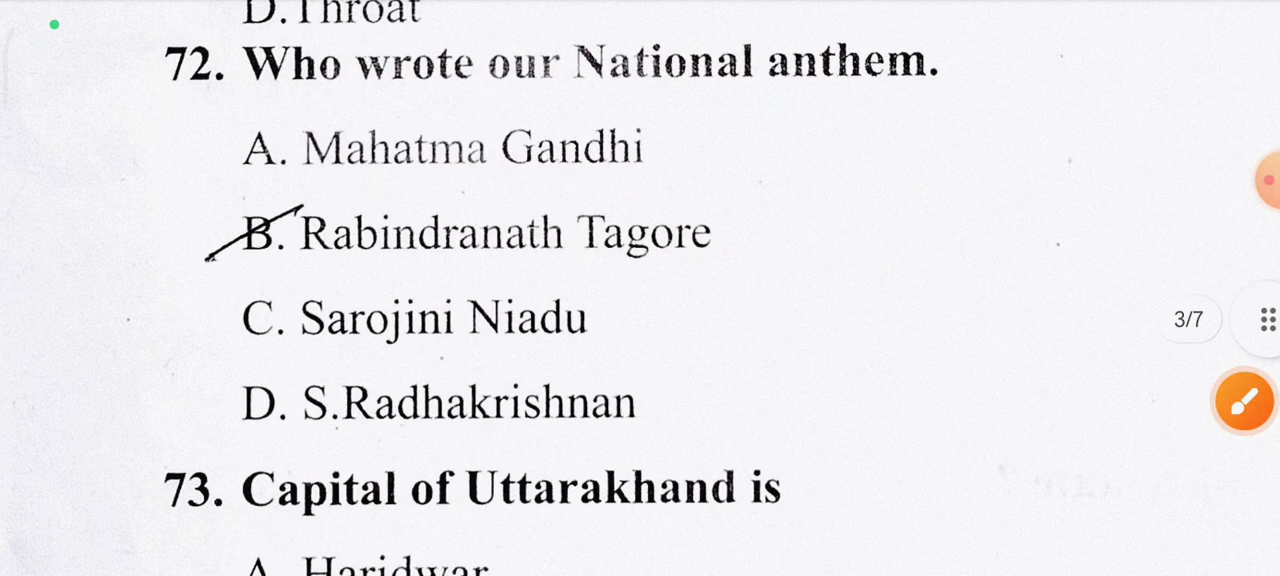 D. Throat
72. Who wrote our National anthem.
A. Mahatma Gandhi
B. Rabindranath Tagore
C. Sarojini Niadu
D. S.Radhakrishnan
3/7
73. Capital of Uttarakhand is
A. Haridwar